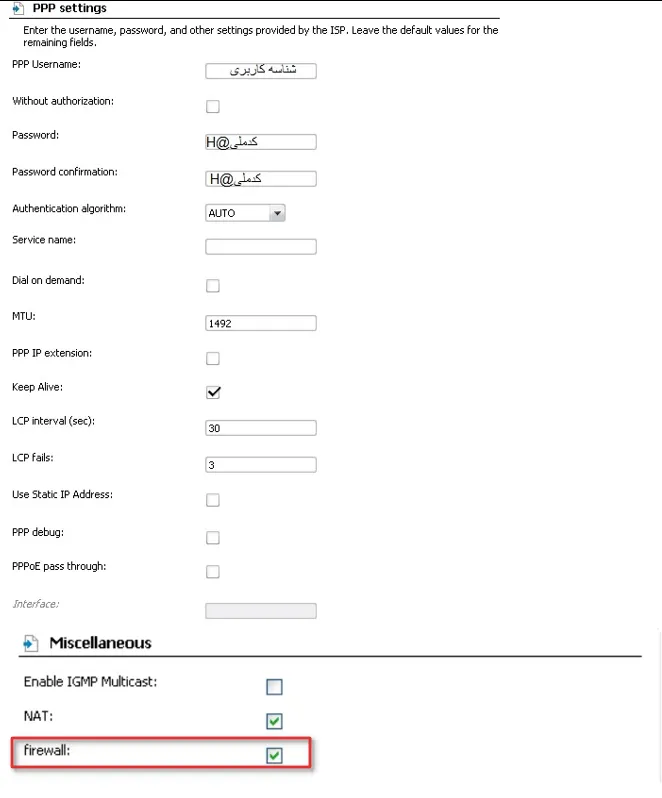 PPP settings
Enter the username, password, and other settings provided by the ISP. Leave the default values for the
remaining fields.
PPP Username: شناسه کاربری
Without authorization:
Password: H@کدملی
Password confirmation: H@کدملی
Authentication algorithm: AUTO
Service name:
Dial on demand:
MTU: 1492
PPP IP extension:
Keep Alive:
LCP interval (sec): 30
LCP fails: 3
Use Static IP Address:
PPP debug:
PPPoE pass through:
Interface:
Miscellaneous
Enable IGMP Multicast:
NAT:
firewall: